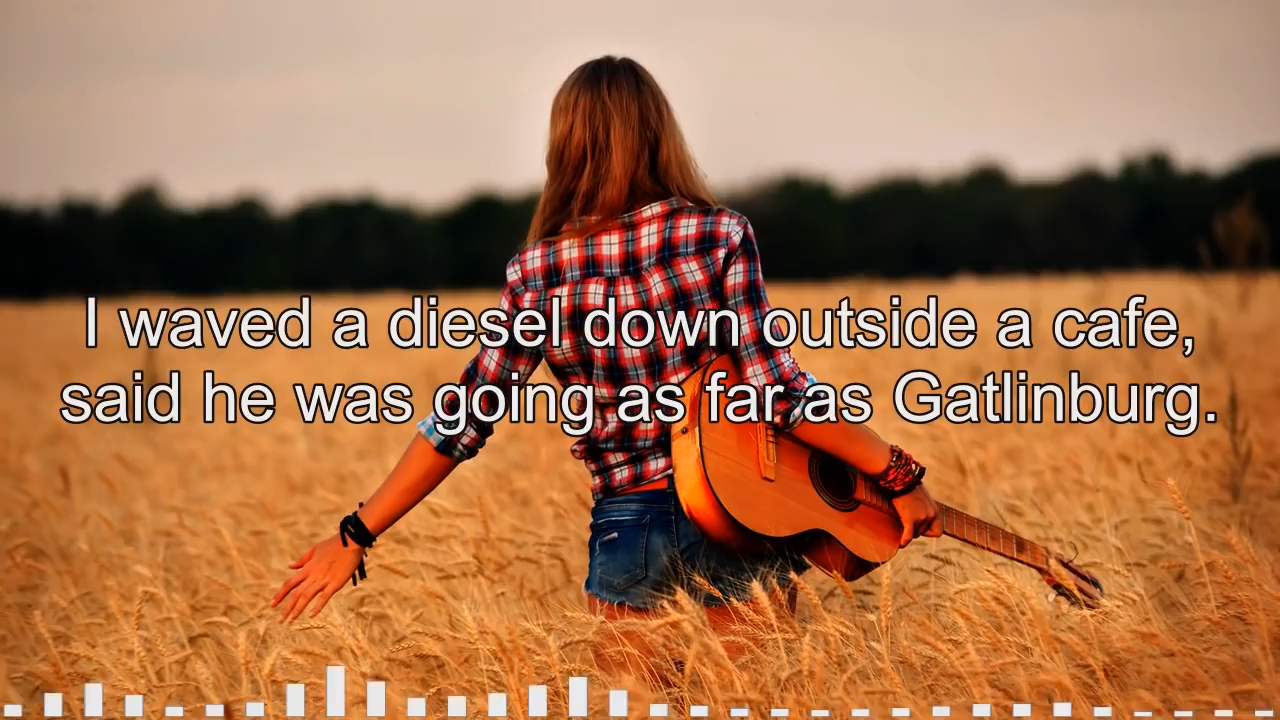 I waved a diesel down outside a cafe,
said he was going as far as Gatlinburg.